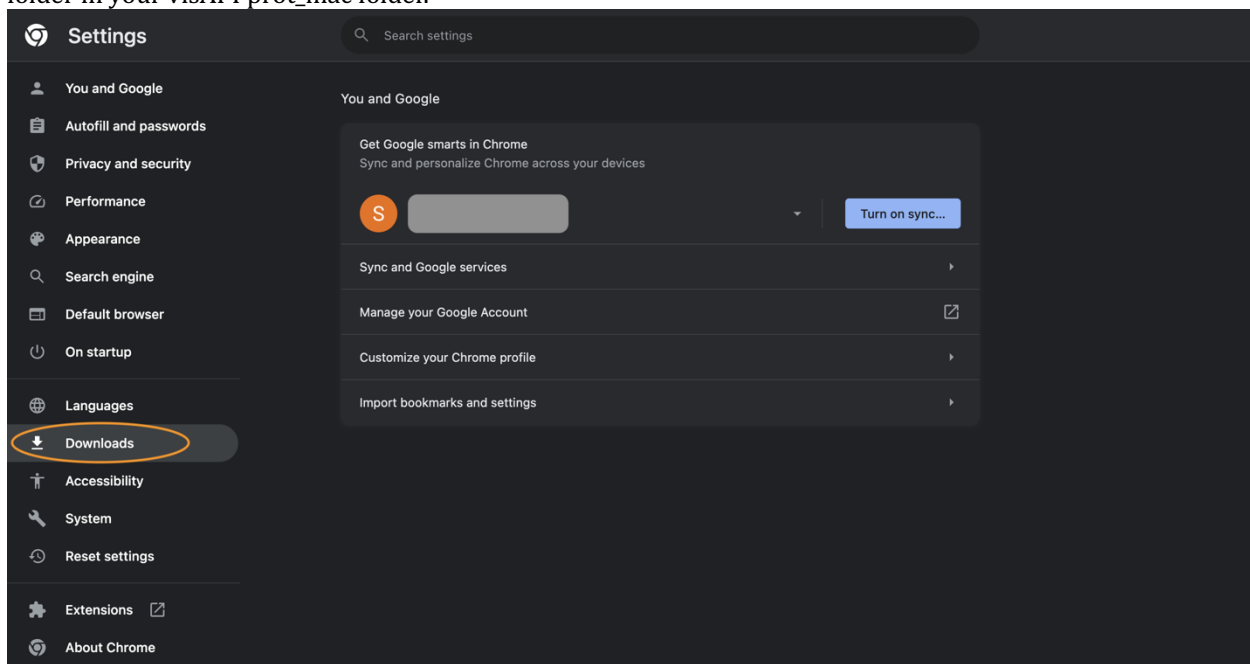 Settings
Search settings
You and Google
Autofill and passwords
Privacy and security
Performance
Appearance
Search engine
Default browser
On startup
Languages
Downloads
Accessibility
System
Reset settings
Extensions
About Chrome
You and Google
Get Google smarts in Chrome
Sync and personalize Chrome across your devices
S
Turn on sync...
Sync and Google services
Manage your Google Account
Customize your Chrome profile
Import bookmarks and settings